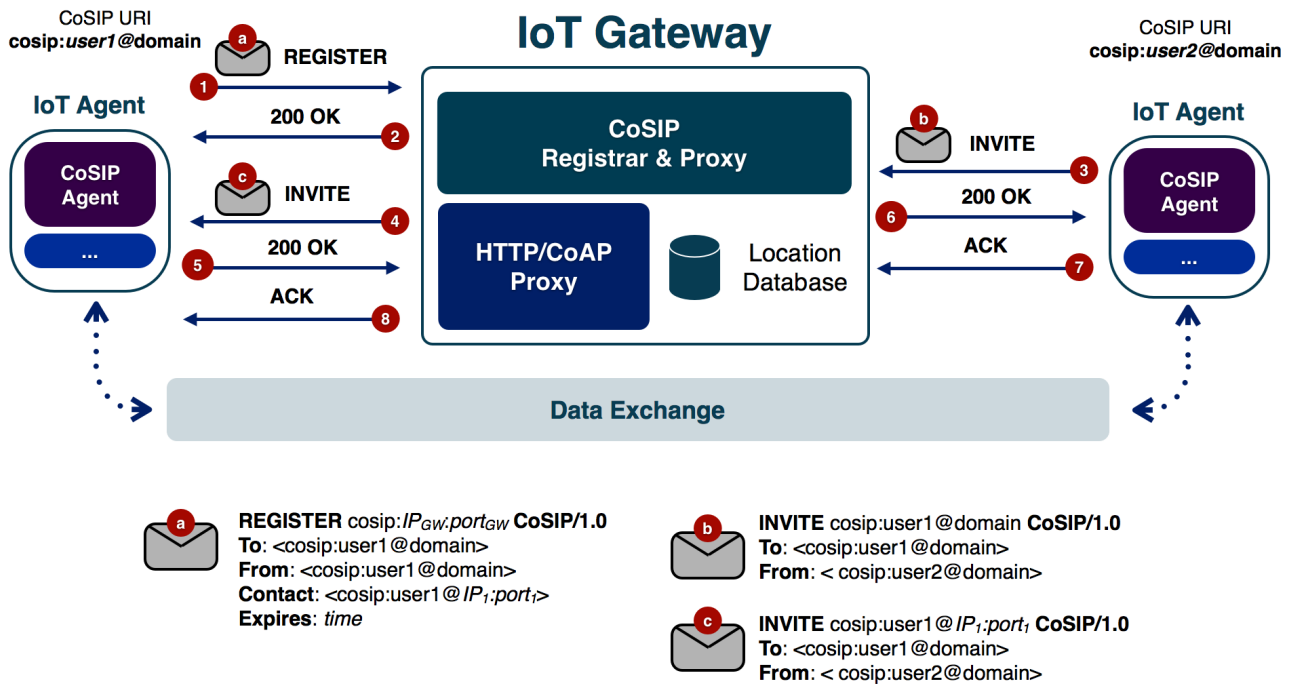 CoSIP URI
cosip:user1@domain
IoT Gateway
CoSIP URI
cosip:user2@domain
IoT Agent
CoSIP
Agent
...
a
REGISTER
1
200 OK
2
c
INVITE
4
200 OK
5
ACK
8
CoSIP
Registrar & Proxy
HTTP/CoAP
Proxy
Location
Database
b
INVITE
3
200 OK
6
ACK
7
IoT Agent
CoSIP
Agent
...
Data Exchange
a
REGISTER cosip:IPGW:portGW CoSIP/1.0
To: <cosip:user1@domain>
From: <cosip:user1@domain>
Contact: <cosip:user1@IP1:port1>
Expires: time
b
INVITE cosip:user1@domain CoSIP/1.0
To: <cosip:user1@domain>
From: < cosip:user2@domain>
c
INVITE cosip:user1@IP1:port1 CoSIP/1.0
To: <cosip:user1@domain>
From: < cosip:user2@domain>